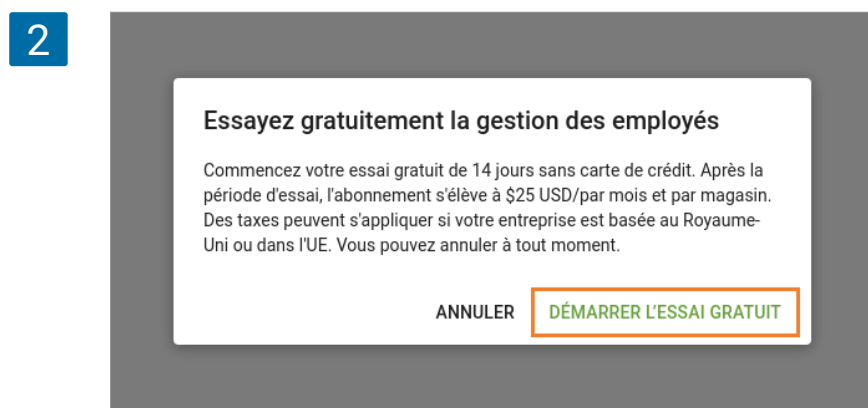 2
Essayez gratuitement la gestion des employés
Commencez votre essai gratuit de 14 jours sans carte de crédit. Après la
période d'essai, l'abonnement s'élève à $25 USD/par mois et par magasin.
Des taxes peuvent s'appliquer si votre entreprise est basée au Royaume-
Uni ou dans l'UE. Vous pouvez annuler à tout moment.
ANNULER DÉMARRER L’ESSAI GRATUIT